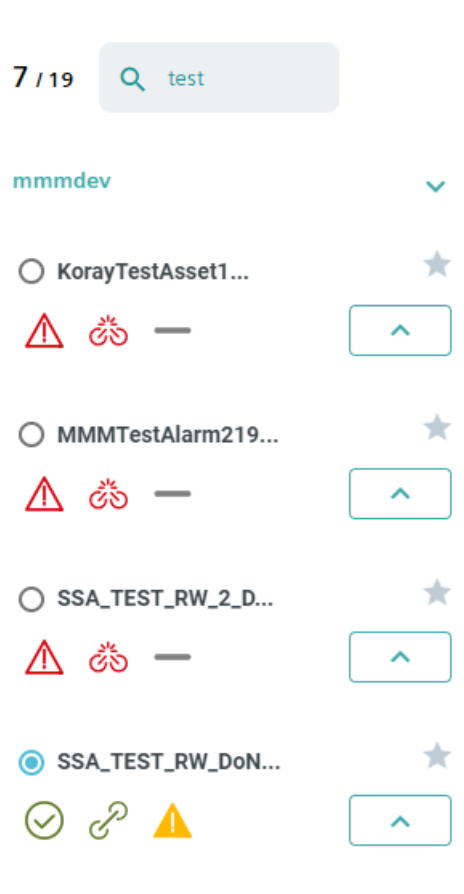 7 / 19
test
mmmdev
KorayTestAsset1...
MMMTestAlarm219...
SSA_TEST_RW_2_D...
SSA_TEST_RW_DoN...